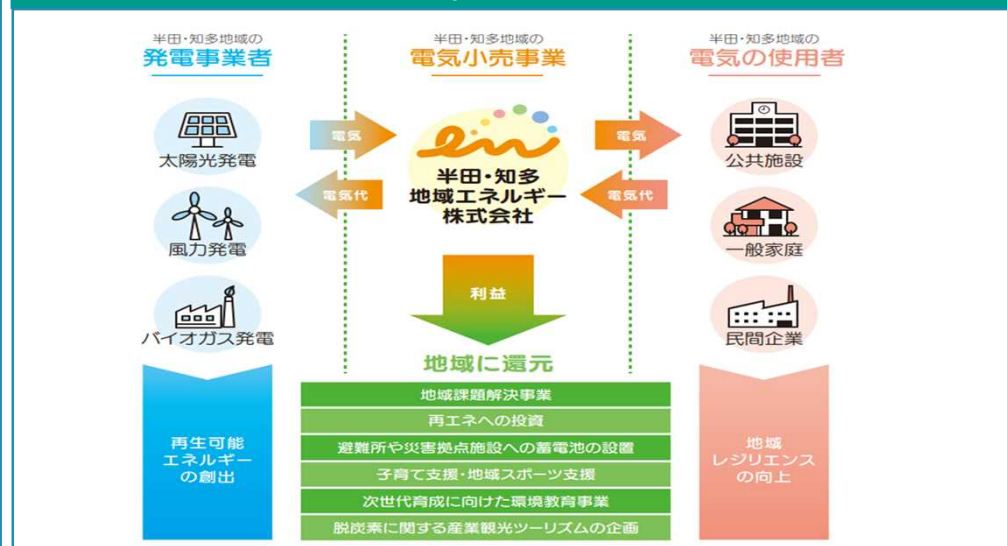 半田・知多地域の
発電事業者
太陽光発電
風力発電
バイオガス発電
再生可能
エネルギー
の創出
半田・知多地域の
電気小売事業
電気
電気代
en
半田・知多
地域エネルギー
株式会社
電気
電気代
利益
地域に還元
地域課題解決事業
再エネへの投資
避難所や災害拠点施設への蓄電池の設置
子育て支援・地域スポーツ支援
次世代育成に向けた環境教育事業
脱炭素に関する産業観光ツーリズムの企画
半田・知多地域の
電気の使用者
公共施設
一般家庭
民間企業
地域
レジリエンス
の向上